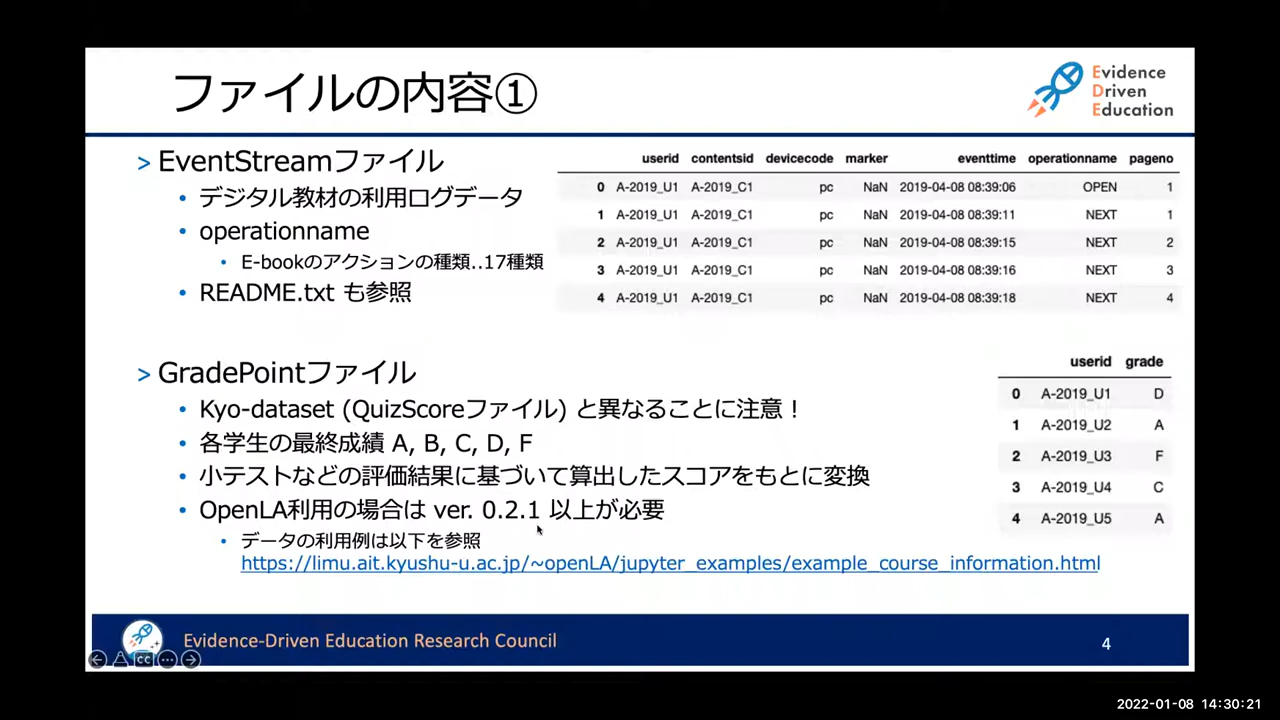 ファイルの内容①
Evidence
Driven
Education
> EventStreamファイル
• デジタル教材の利用ログデータ
• operationname
• E-bookのアクションの種類..17種類
• README.txt も参照
userid contentsid devicecode marker eventtime operationname pageno
0 A-2019_U1 A-2019_C1 pc NaN 2019-04-08 08:39:06 OPEN 1
1 A-2019_U1 A-2019_C1 pc NaN 2019-04-08 08:39:11 NEXT 1
2 A-2019_U1 A-2019_C1 pc NaN 2019-04-08 08:39:15 NEXT 2
3 A-2019_U1 A-2019_C1 pc NaN 2019-04-08 08:39:16 NEXT 3
4 A-2019_U1 A-2019_C1 pc NaN 2019-04-08 08:39:18 NEXT 4
> GradePointファイル
• Kyo-dataset (QuizScoreファイル) と異なることに注意！
• 各学生の最終成績 A, B, C, D, F
• 小テストなどの評価結果に基づいて算出したスコアをもとに変換
• OpenLA利用の場合は ver. 0.2.1 以上が必要
• データの利用例は以下を参照
https://limu.ait.kyushu-u.ac.jp/~openLA/jupyter_examples/example_course_information.html
userid grade
0 A-2019_U1 D
1 A-2019_U2 A
2 A-2019_U3 F
3 A-2019_U4 C
4 A-2019_U5 A
Evidence-Driven Education Research Council
4
CC
2022-01-08 14:30:21